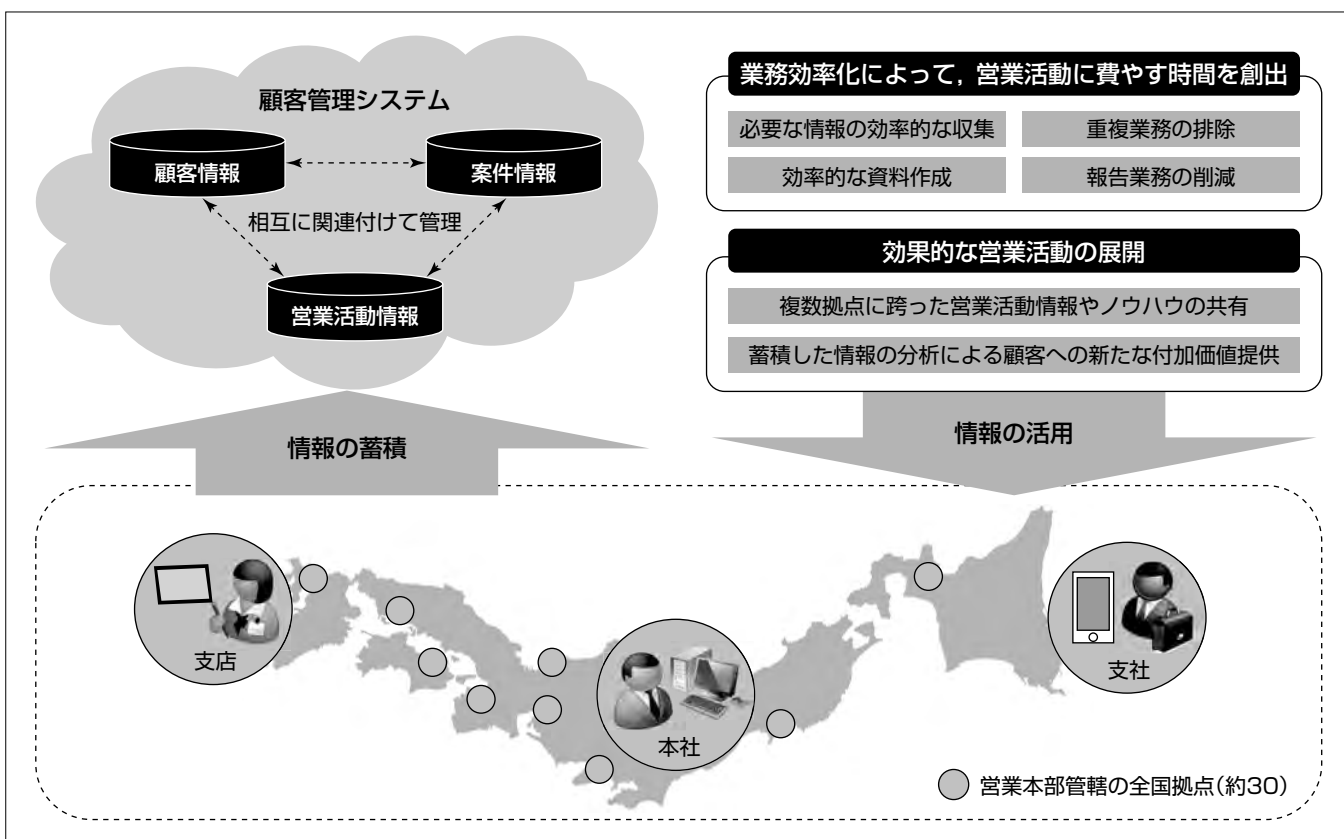 顧客管理システム
顧客情報
案件情報
相互に関連付けて管理
営業活動情報
業務効率化によって，営業活動に費やす時間を創出
必要な情報の効率的な収集
重複業務の排除
効率的な資料作成
報告業務の削減
効果的な営業活動の展開
複数拠点に跨った営業活動情報やノウハウの共有
蓄積した情報の分析による顧客への新たな付加価値提供
情報の蓄積
情報の活用
支店
本社
支社
営業本部管轄の全国拠点（約30）